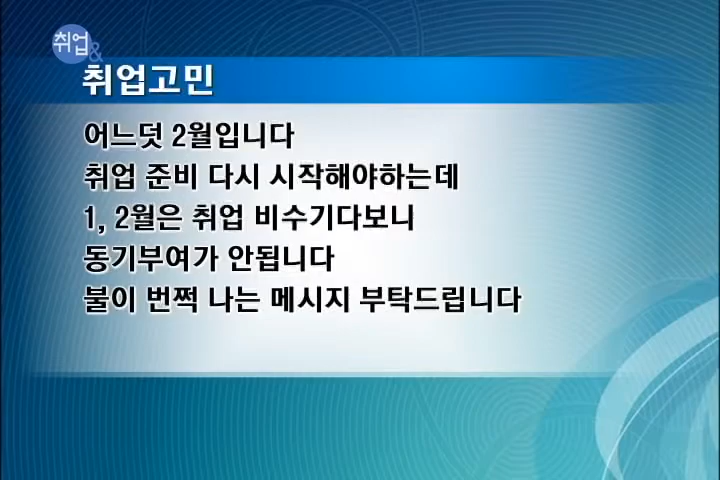 취업&
취업고민
어느덧 2월입니다
취업 준비 다시 시작해야하는데
1, 2월은 취업 비수기다보니
동기부여가 안됩니다
불이 번쩍 나는 메시지 부탁드립니다